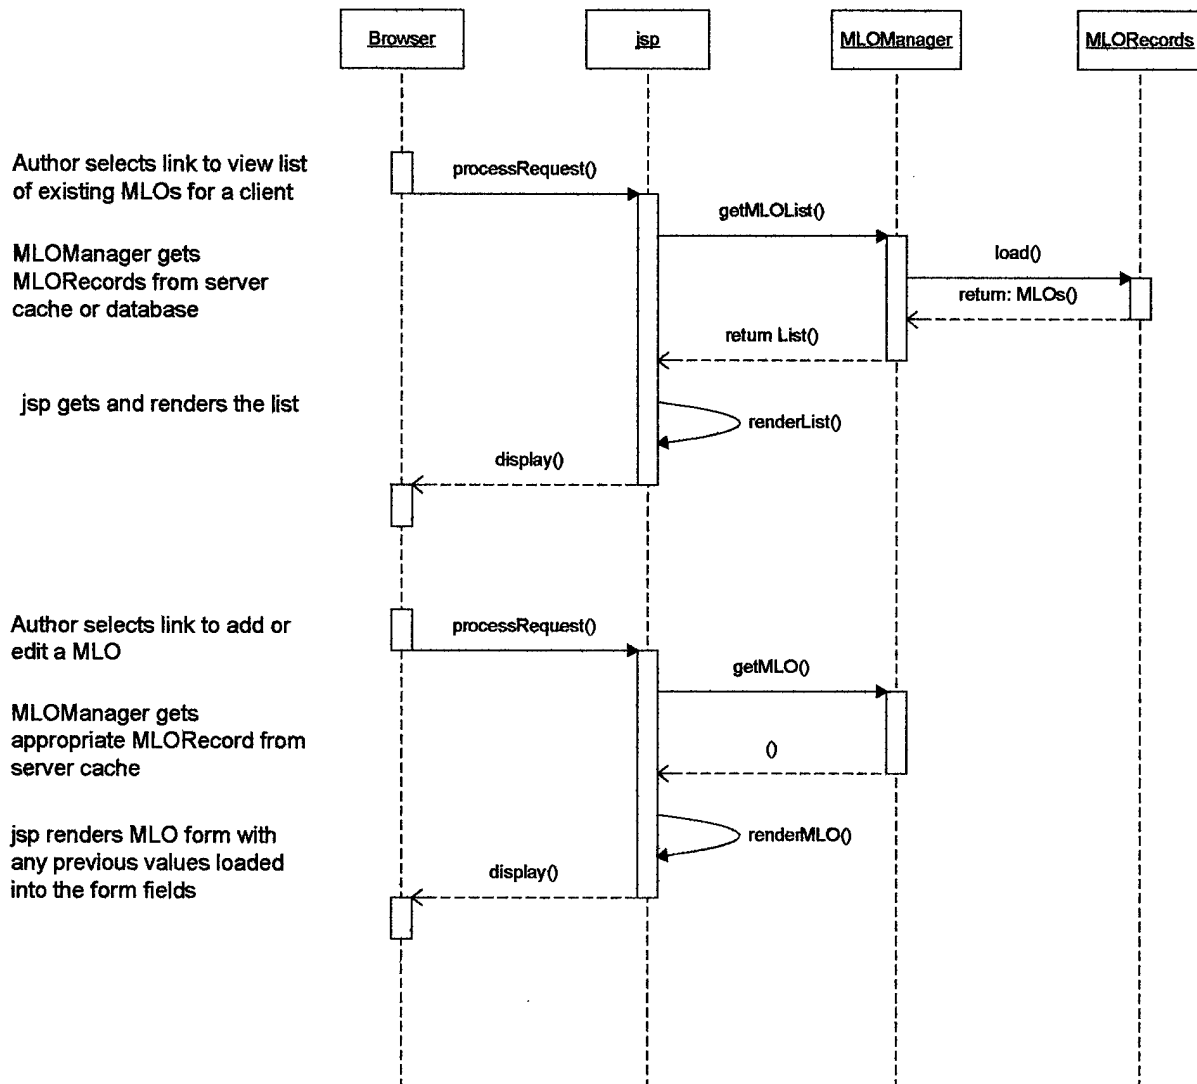 Browser
jsp
MLOManager
MLORecords
Author selects link to view list
of existing MLOs for a client
processRequest()
getMLOList()
MLOManager gets
MLORecords from server
cache or database
load()
return: MLOs()
return List()
jsp gets and renders the list
renderList()
display()
Author selects link to add or
edit a MLO
processRequest()
getMLO()
MLOManager gets
appropriate MLORecord from
server cache
()
jsp renders MLO form with
any previous values loaded
into the form fields
renderMLO()
display()